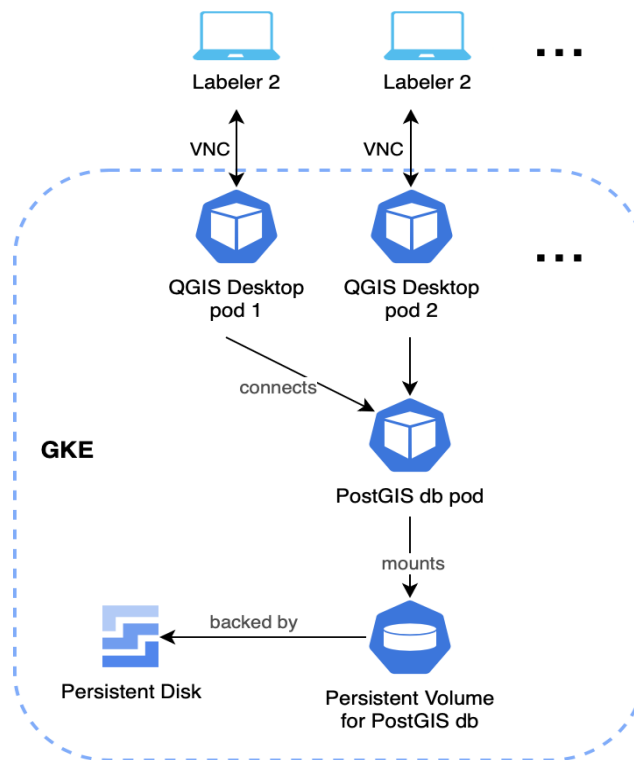 Labeler 2
Labeler 2
...
VNC
VNC
QGIS Desktop
pod 1
QGIS Desktop
pod 2
...
connects
GKE
PostGIS db pod
mounts
backed by
Persistent Disk
Persistent Volume
for PostGIS db